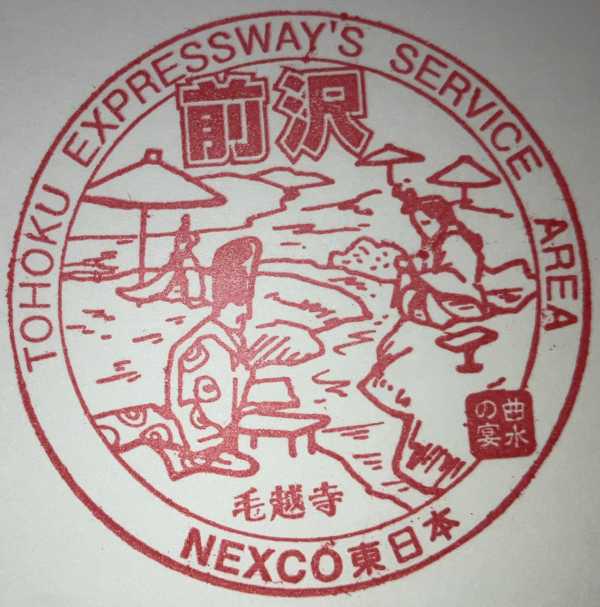 TOHOKU EXPRESSWAY'S SERVICE AREA
前沢
曲水
の宴
毛越寺
NEXCO東日本